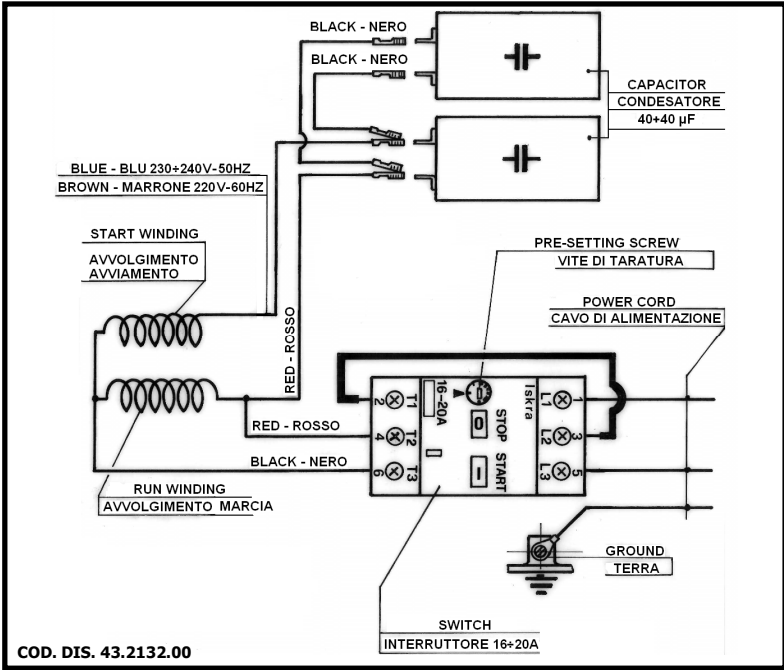 BLACK - NERO
BLACK - NERO
CAPACITOR
CONDESATORE
40+40 µF
BLUE - BLU 230÷240V-50HZ
BROWN - MARRONE 220V-60HZ
START WINDING
AVVOLGIMENTO
AVVIAMENTO
PRE-SETTING SCREW
VITE DI TARATURA
POWER CORD
CAVO DI ALIMENTAZIONE
RED - ROSSO
2 T1
16-20A
Iskra
L1 1
STOP
0
RED - ROSSO
4 T2
L2 3
BLACK - NERO
6 T3
START
I
L3 5
RUN WINDING
AVVOLGIMENTO MARCIA
GROUND
TERRA
SWITCH
INTERRUTTORE 16÷20A
COD. DIS. 43.2132.00